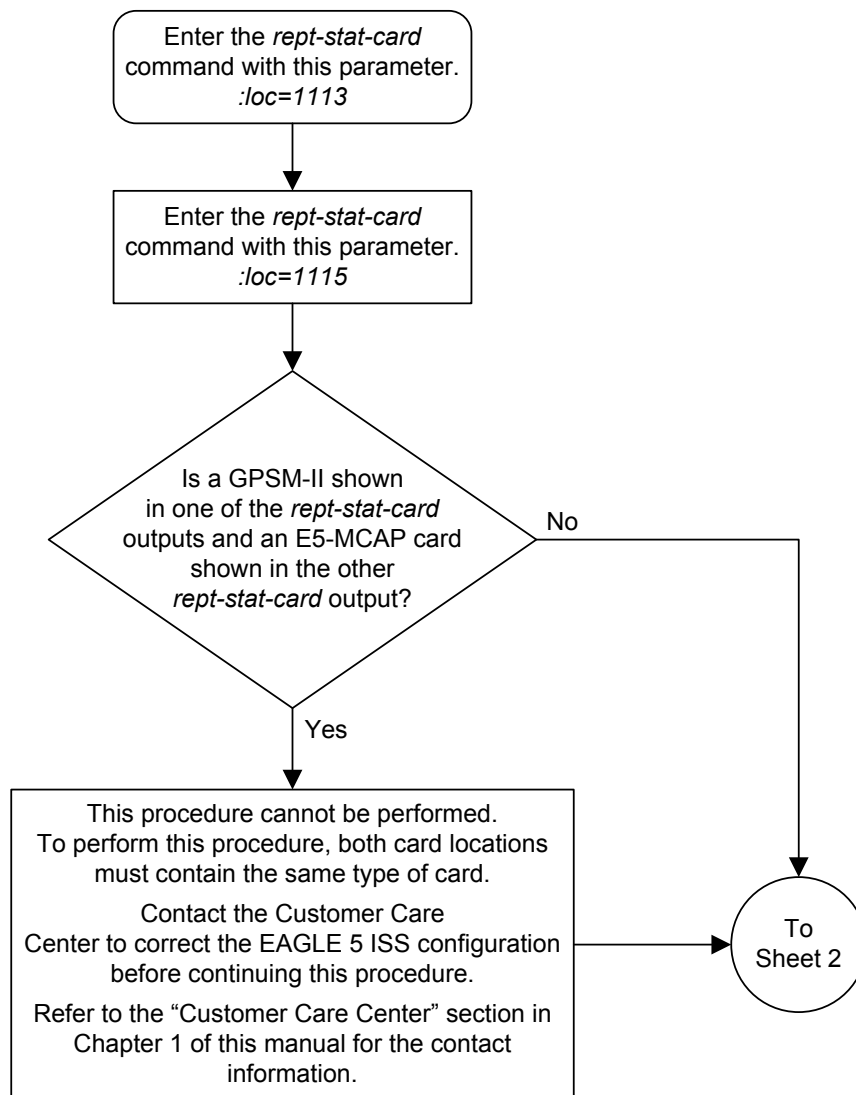 Enter the rept-stat-card
command with this parameter.
:loc=1113
Enter the rept-stat-card
command with this parameter.
:loc=1115
Is a GPSM-II shown
in one of the rept-stat-card
outputs and an E5-MCAP card
shown in the other
rept-stat-card output?
No
Yes
This procedure cannot be performed.
To perform this procedure, both card locations
must contain the same type of card.
Contact the Customer Care
Center to correct the EAGLE 5 ISS configuration
before continuing this procedure.
Refer to the “Customer Care Center” section in
Chapter 1 of this manual for the contact
information.
To
Sheet 2